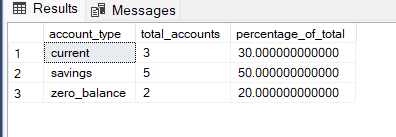 Results Messages
account_type total_accounts percentage_of_total
1 current 3 30.000000000000
2 savings 5 50.000000000000
3 zero_balance 2 20.000000000000